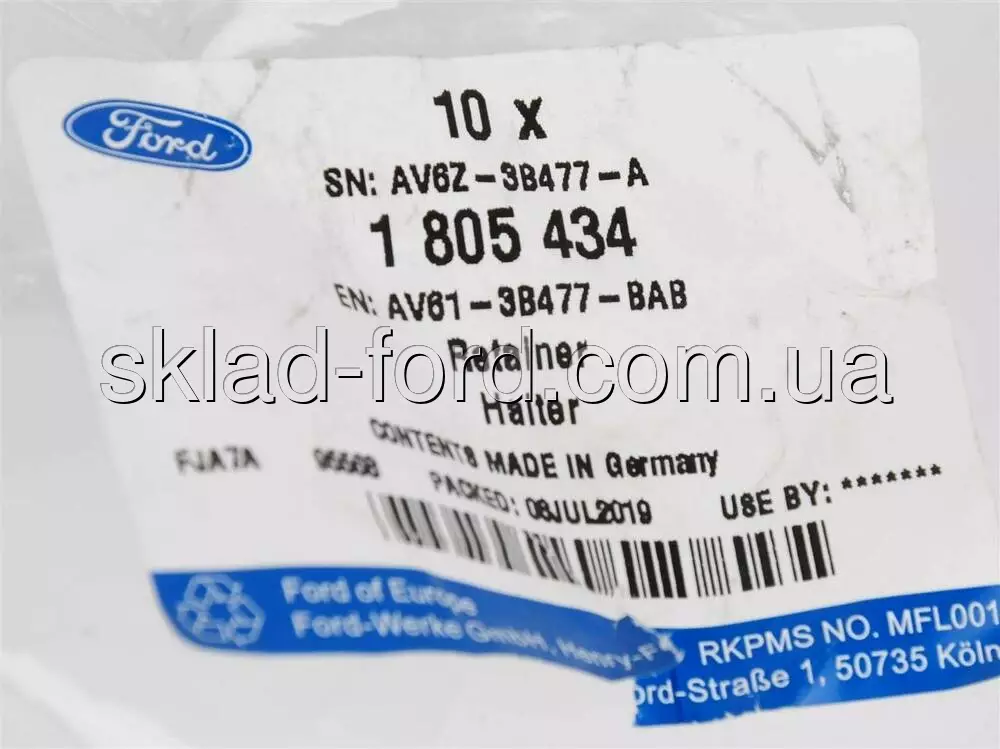 Ford
10 x
SN: AV6Z-3B477-A
1 805 434
EN: AV61-3B477-BAB
Retainer
sklad-ford.com.ua
Halter
CONTENTS MADE IN Germany
FJA7A 95568
PACKED: 08JUL2019 USE BY: *******
Ford of Europe
Ford-Werke GmbH, Henry-F
RKPMS NO. MFL001
ord-Straße 1, 50735 Köln